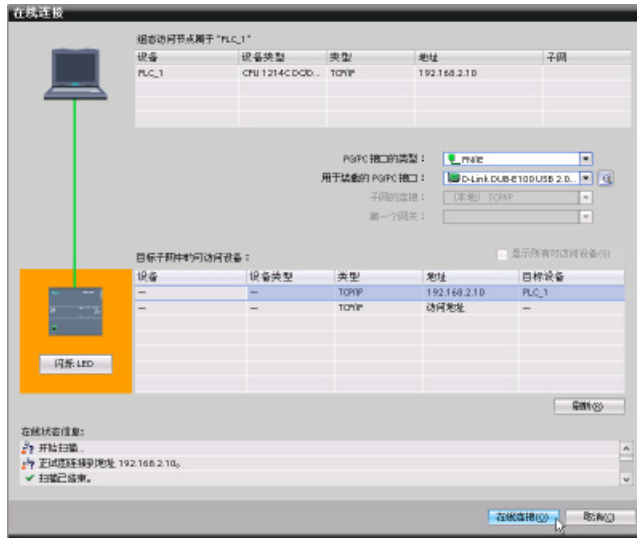 在线连接
组态访问节点属于 "PLC_1"
设备 设备类型 类型 地址 子网
PLC_1 CPU 1214C DC/D... TCP/IP 192.168.2.10
PG/PC 接口的类型： PN/IE
用于装载的 PG/PC 接口： D-Link DUB-E100 USB 2.0...
子网的连接： (本地) TCP/IP
第一个网关：
目标子网中的可访问设备：
显示所有可访问设备(S)
设备 设备类型 类型 地址 目标设备
— — TCP/IP 192.168.2.10 PLC_1
— — TCP/IP 访问地址 —
闪烁 LED
刷新(R)
在线状态信息：
开始扫描...
正试图连接到地址 192.168.2.10。
扫描已结束。
在线连接(O) 取消(C)